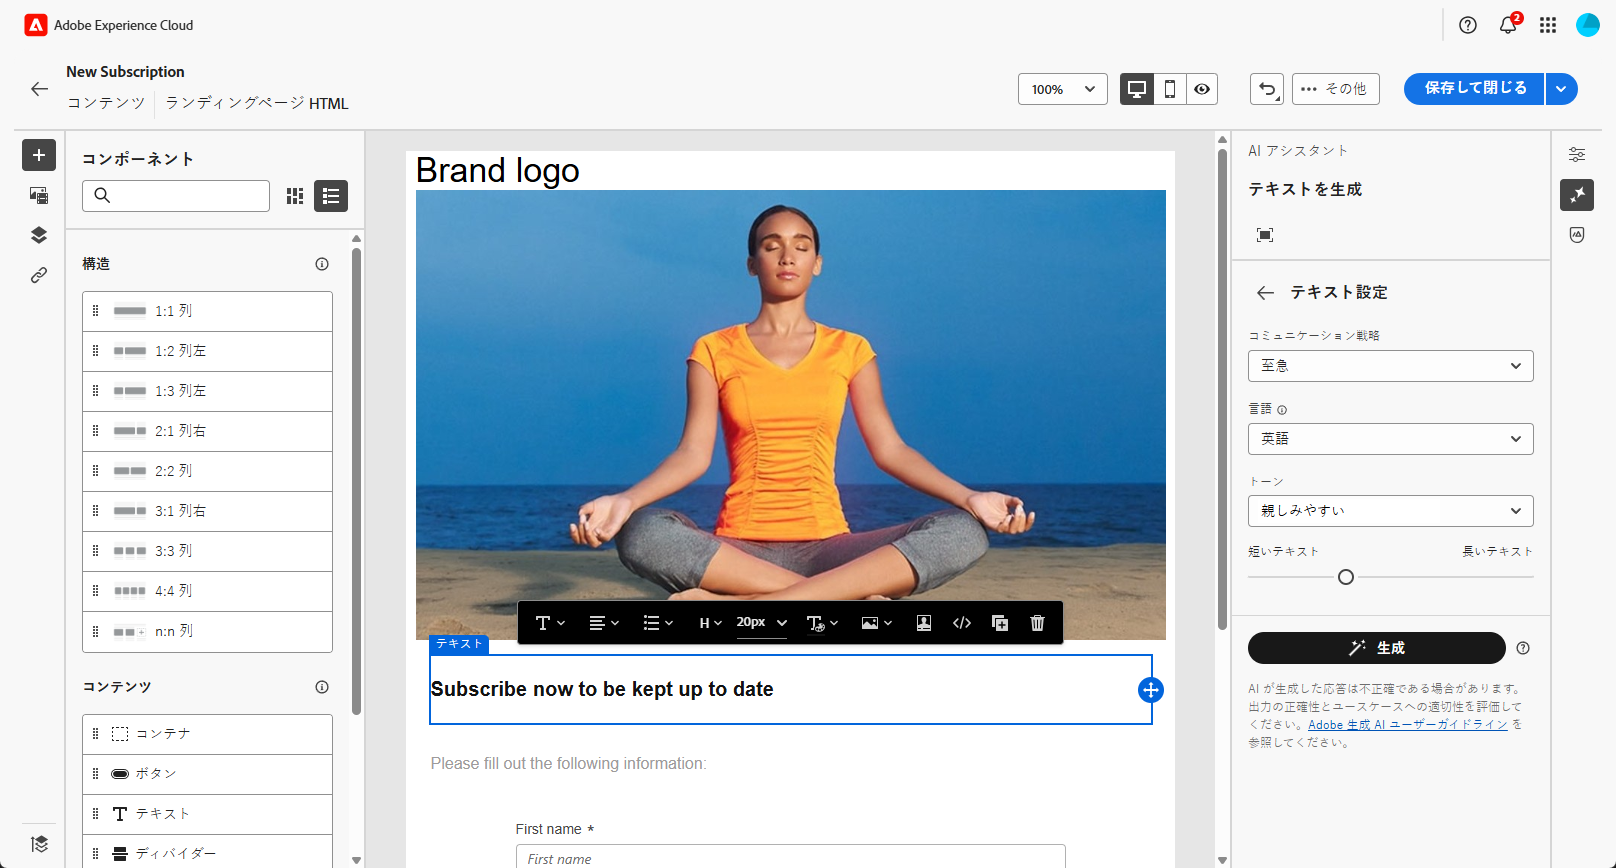 Adobe Experience Cloud
2
New Subscription
コンテンツ ランディングページ HTML
100%
その他
保存して閉じる
コンポーネント
構造
1:1 列
1:2 列左
1:3 列左
2:1 列右
2:2 列
3:1 列右
3:3 列
4:4 列
n:n 列
コンテンツ
コンテナ
ボタン
テキスト
ディバイダー
Brand logo
H
20px
テキスト
Subscribe now to be kept up to date
Please fill out the following information:
First name *
First name
AI アシスタント
テキストを生成
テキスト設定
コミュニケーション戦略
至急
言語
英語
トーン
親しみやすい
短いテキスト 長いテキスト
生成
AI が生成した応答は不正確である場合があります。
出力の正確性とユースケースへの適切性を評価して
ください。Adobe 生成 AI ユーザーガイドライン を
参照してください。